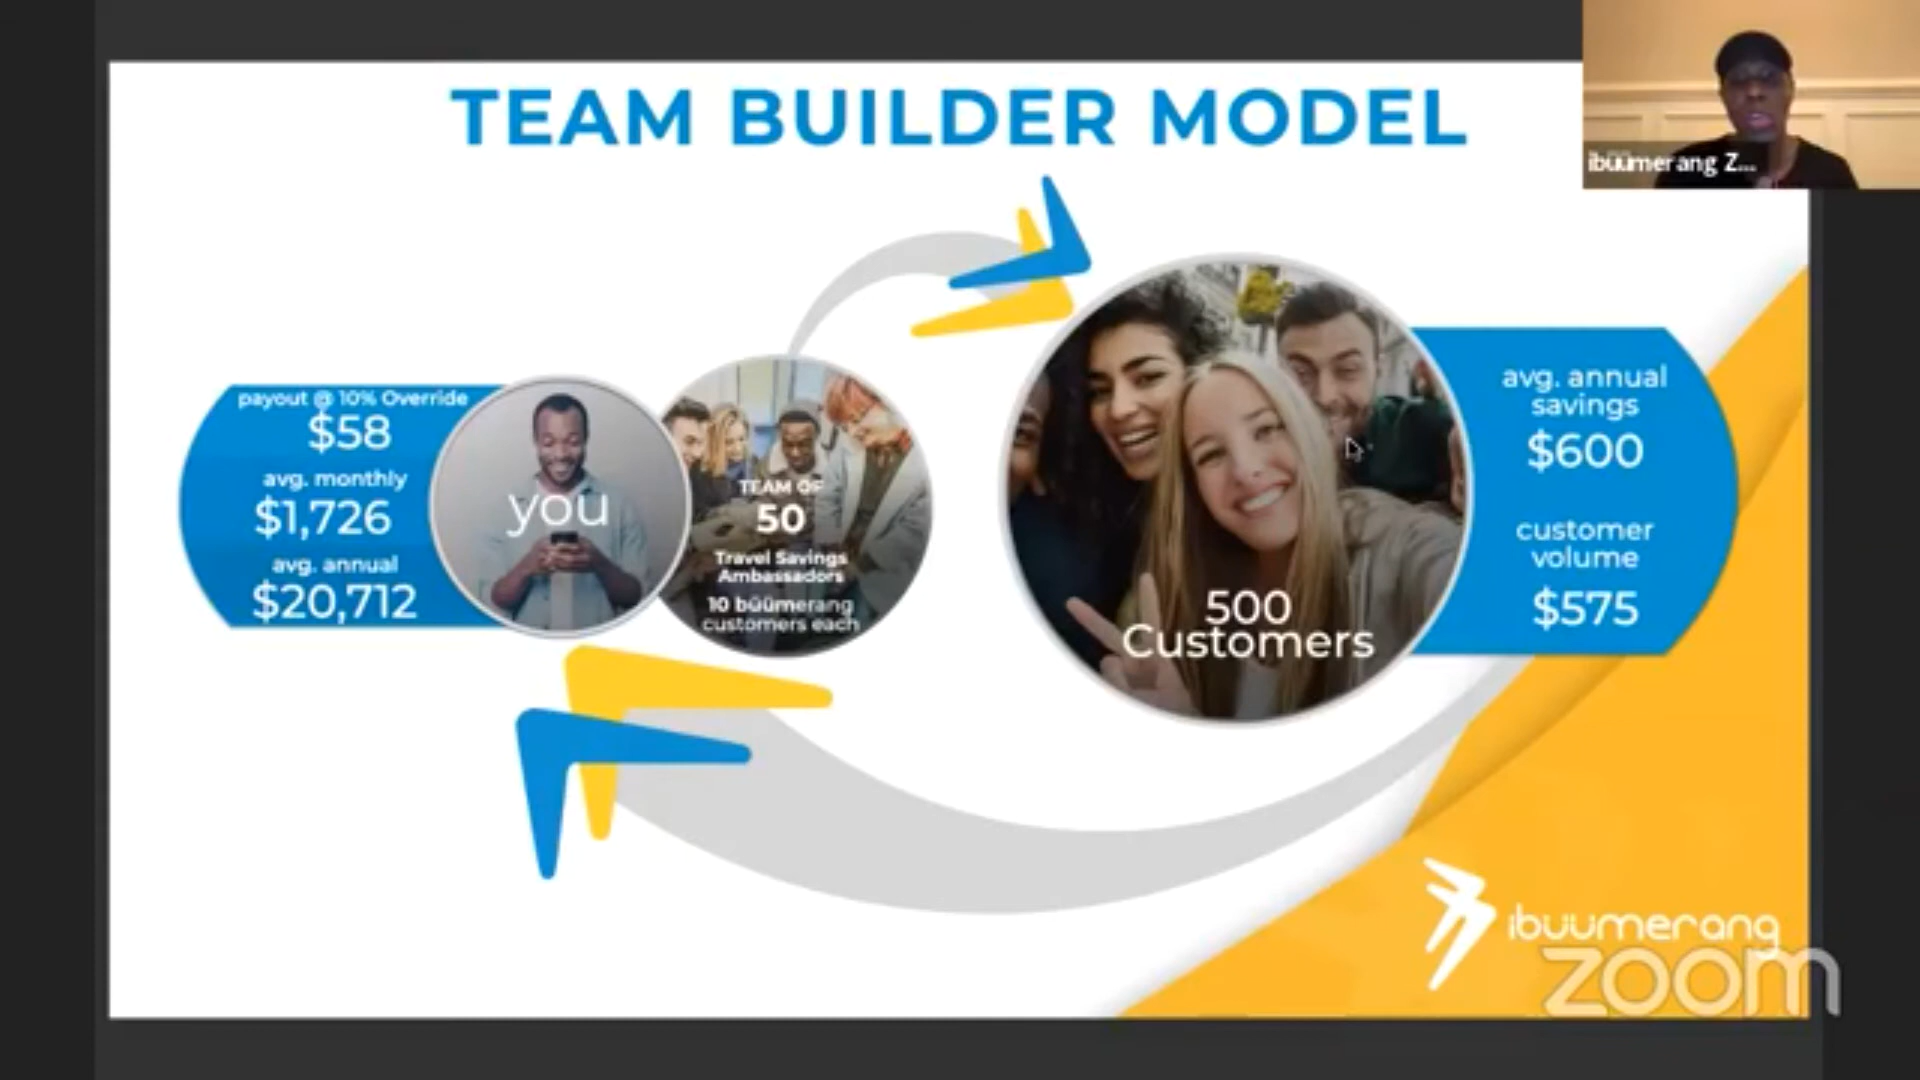 TEAM BUILDER MODEL
ibüümerang Z...
payout @ 10% Override
$58
avg. monthly
$1,726
avg. annual
$20,712
you
TEAM OF
50
Travel Savings
Ambassadors
10 büümerang
customers each
500
Customers
avg. annual
savings
$600
customer
volume
$575
ibuumerang
zoom